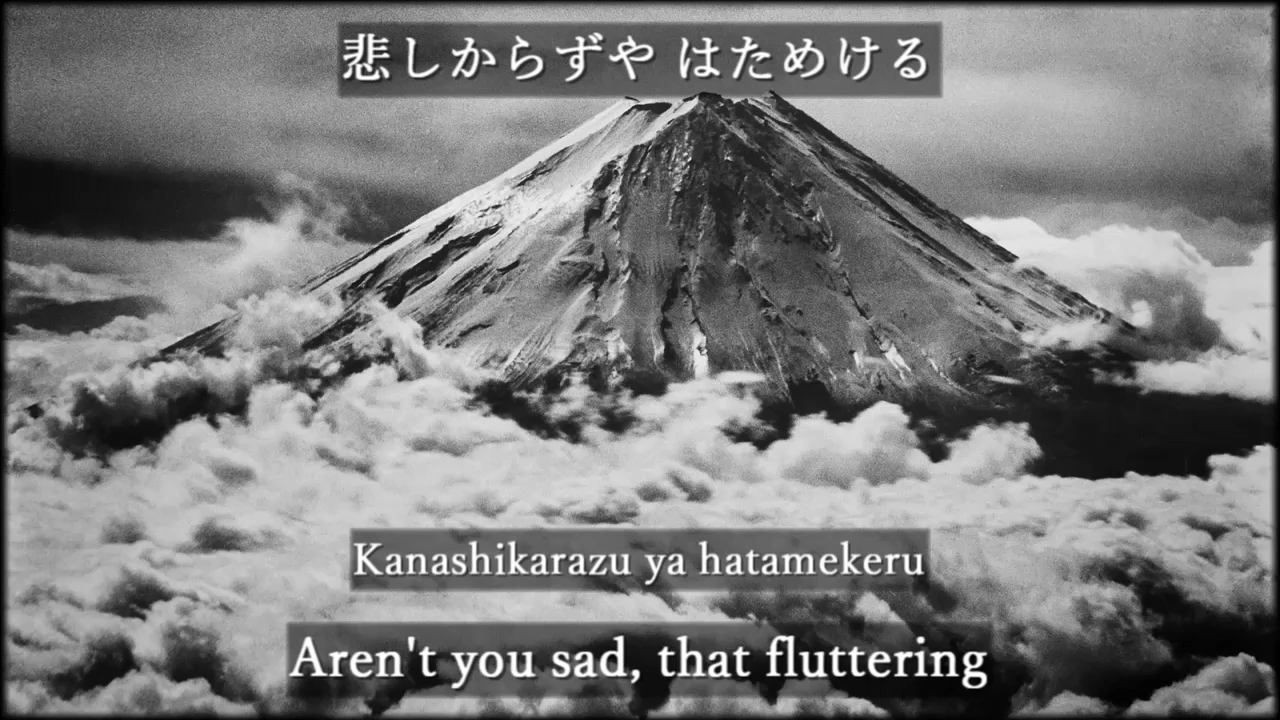 悲しからずや はためける
Kanashikarazu ya hatamekeru
Aren't you sad, that fluttering